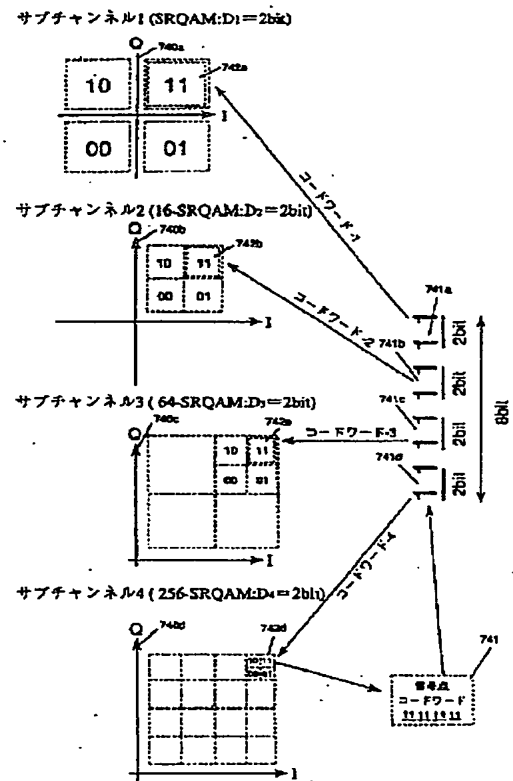 サブチャンネル1 (SRQAM:D1=2bit)
Q
740a
742a
10
11
I
00
01
コードワード-1
サブチャンネル2 (16-SRQAM:D2=2bit)
Q
740b
742b
10
11
00
01
I
コードワード-2
741a
2bit
741b
2bit
8bit
741c
2bit
741d
2bit
サブチャンネル3 (64-SRQAM:D3=2bit)
Q
740c
10
11
00
01
I
コードワード-3
コードワード-4
サブチャンネル4 (256-SRQAM:D4=2bit)
Q
740d
742d
I
741
信号点
コードワード
11 11 11 11